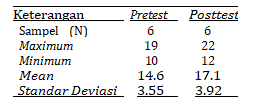 Keterangan Pretest Posttest
Sampel (N) 6 6
Maximum 19 22
Minimum 10 12
Mean 14.6 17.1
Standar Deviasi 3.55 3.92